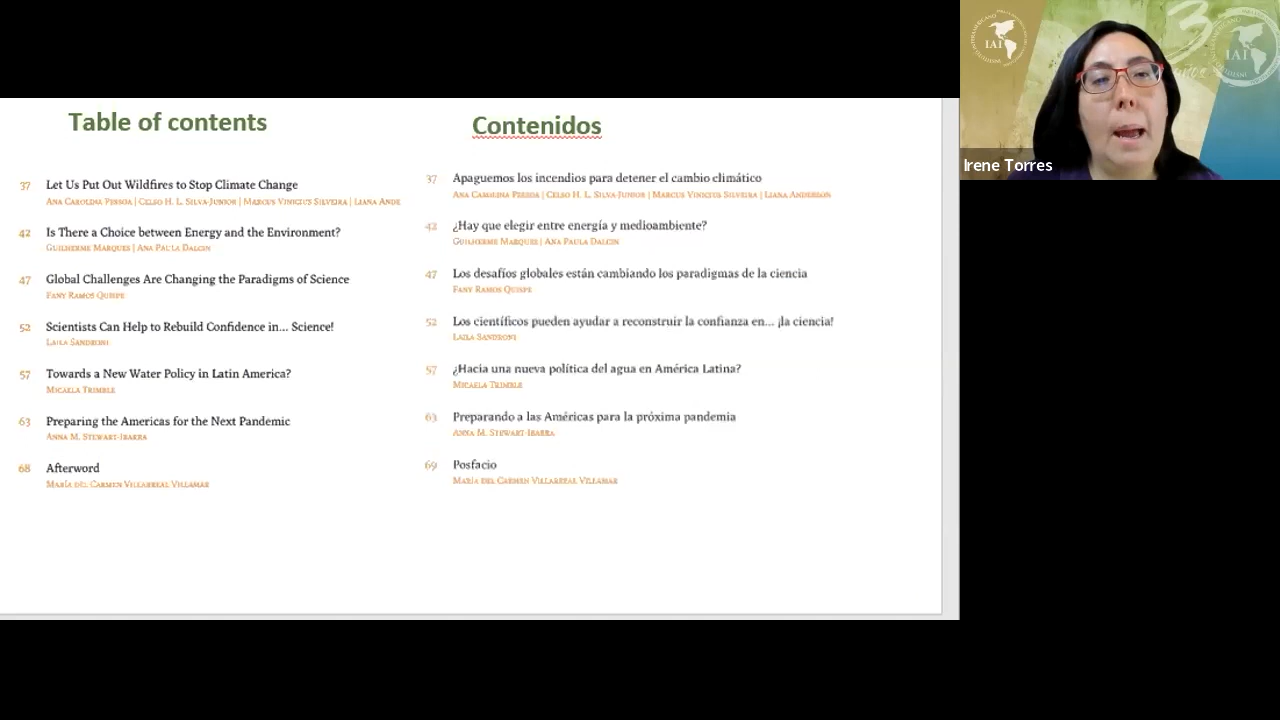 Table of contents
37 Let Us Put Out Wildfires to Stop Climate Change
Ana Carolina Pessoa | Celso H. L. Silva-Junior | Marcus Vinicius Silveira | Liana Ande
42 Is There a Choice between Energy and the Environment?
Guilherme Marques | Ana Paula Dalcin
47 Global Challenges Are Changing the Paradigms of Science
Fany Ramos Quispe
52 Scientists Can Help to Rebuild Confidence in... Science!
Laila Sandroni
57 Towards a New Water Policy in Latin America?
Micaela Trimble
63 Preparing the Americas for the Next Pandemic
Anna M. Stewart-Ibarra
68 Afterword
María del Carmen Villarreal Villamar
Contenidos
37 Apaguemos los incendios para detener el cambio climático
Ana Carolina Pessoa | Celso H. L. Silva-Junior | Marcus Vinicius Silveira | Liana Anderson
42 ¿Hay que elegir entre energía y medioambiente?
Guilherme Marques | Ana Paula Dalcin
47 Los desafíos globales están cambiando los paradigmas de la ciencia
Fany Ramos Quispe
52 Los científicos pueden ayudar a reconstruir la confianza en... ¡la ciencia!
Laila Sandroni
57 ¿Hacia una nueva política del agua en América Latina?
Micaela Trimble
63 Preparando a las Américas para la próxima pandemia
Anna M. Stewart-Ibarra
69 Posfacio
María del Carmen Villarreal Villamar
IAI
3
años
IAI
Irene Torres